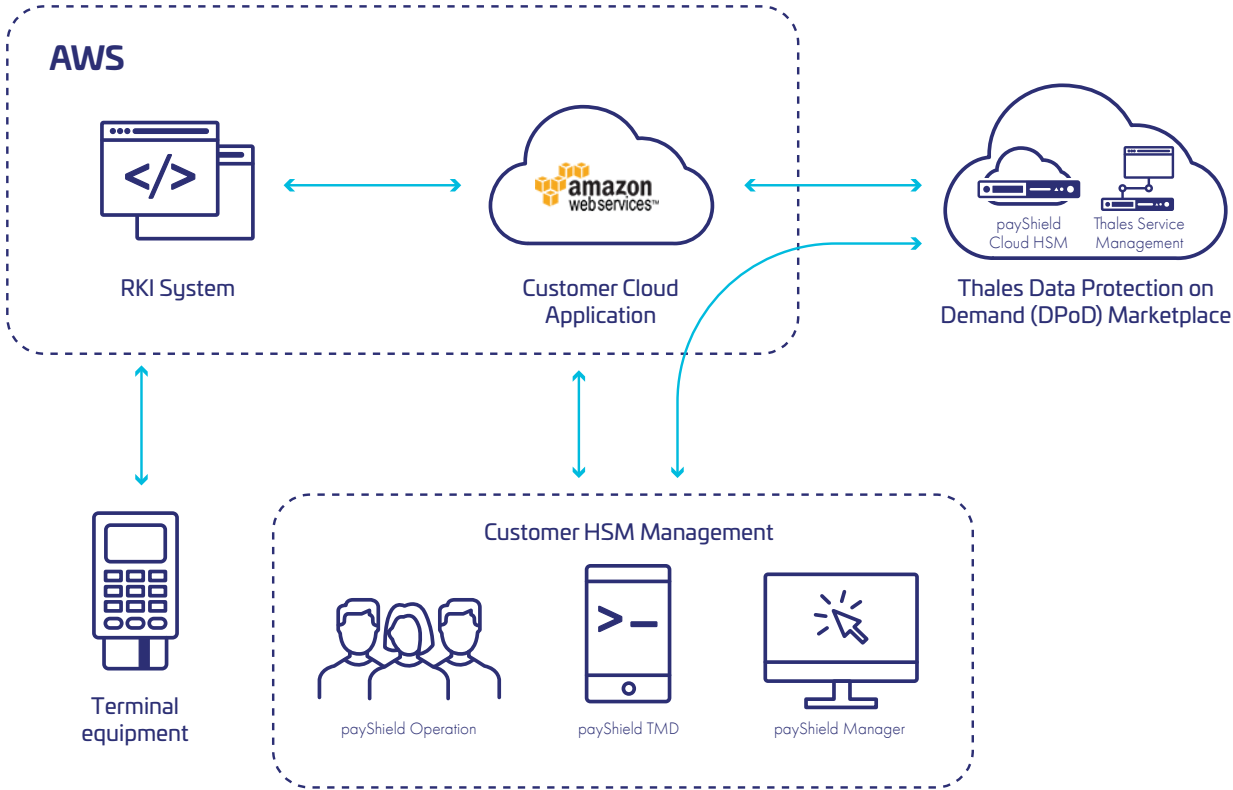 AWS
</>
amazon
webservices™
RKI System
Customer Cloud
Application
payShield
Cloud HSM
Thales Service
Management
Thales Data Protection on
Demand (DPoD) Marketplace
Terminal
equipment
Customer HSM Management
>_
payShield Operation
payShield TMD
payShield Manager